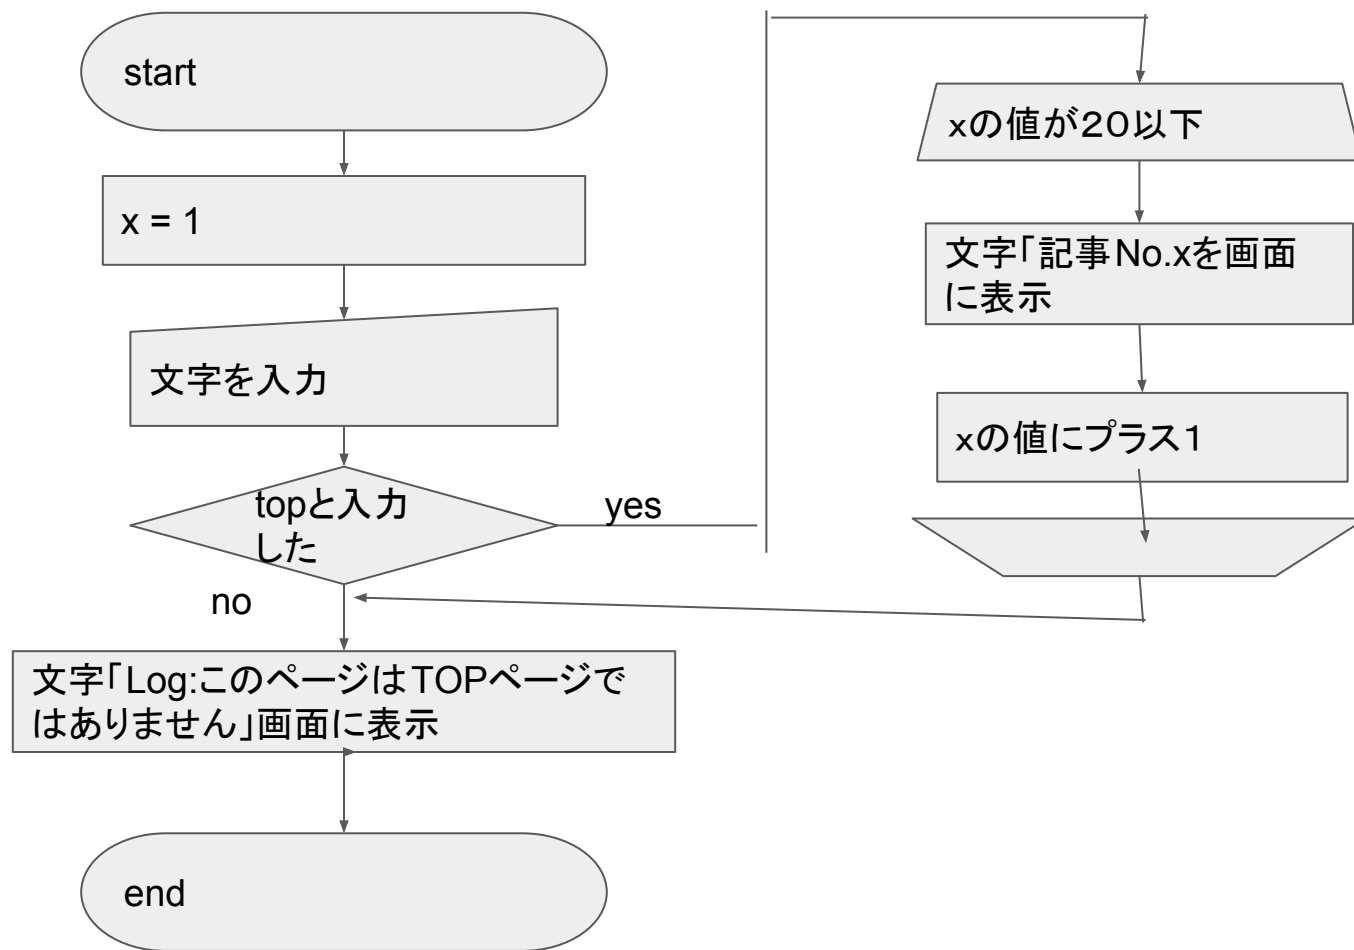 start
x = 1
文字を入力
topと入力
した
yes
no
文字「Log:このページはTOPページで
はありません」画面に表示
end
xの値が20以下
文字「記事No.xを画面
に表示
xの値にプラス1